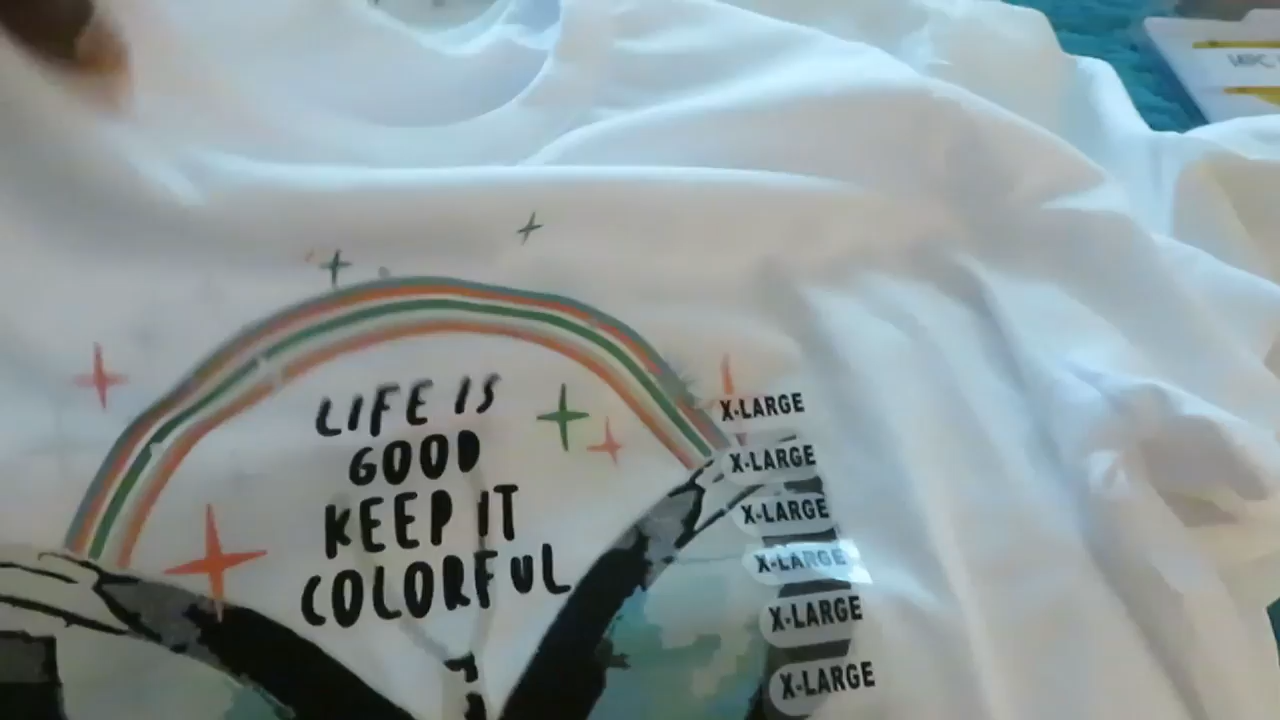 LIFE IS
GOOD
KEEP IT
COLORFUL
X-LARGE
X-LARGE
X-LARGE
X-LARGE
X-LARGE
X-LARGE